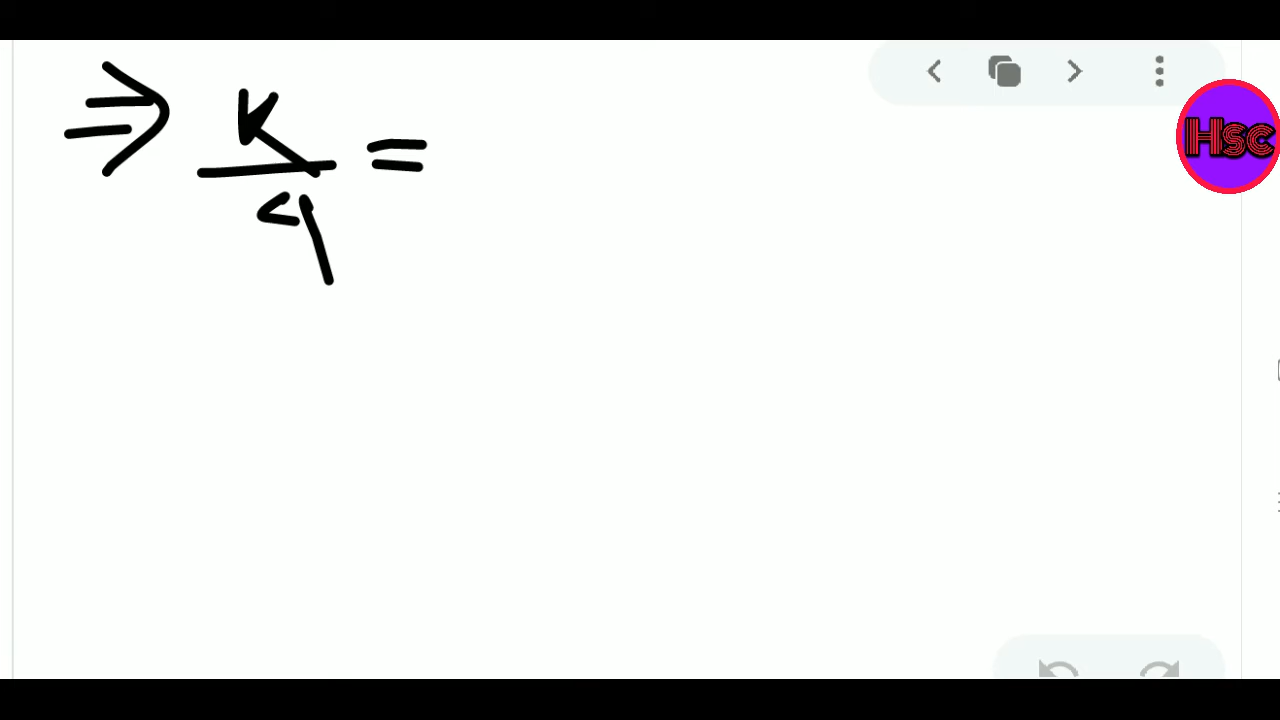 ⇒ K/4 =
Hsc